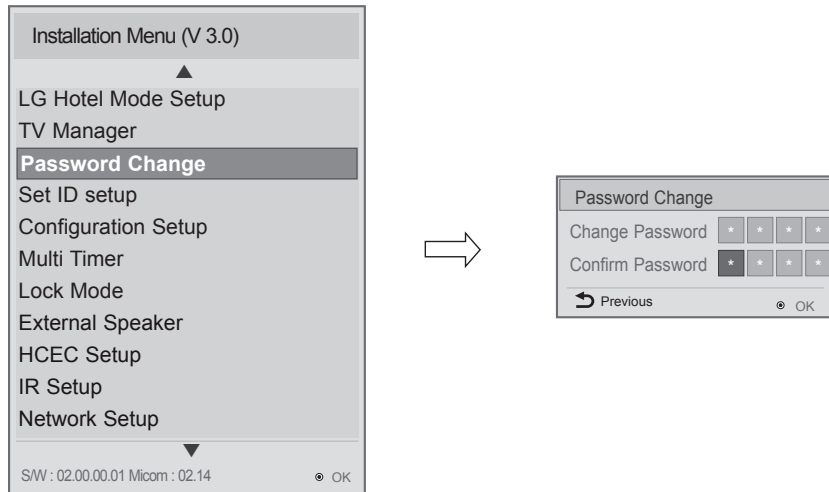 Installation Menu (V 3.0)
▲
LG Hotel Mode Setup
TV Manager
Password Change
Set ID setup
Configuration Setup
Multi Timer
Lock Mode
External Speaker
HCEC Setup
IR Setup
Network Setup
▼
S/W : 02.00.00.01 Micom : 02.14 ◉ OK
Password Change
Change Password * * * *
Confirm Password * * * *
Previous ◉ OK